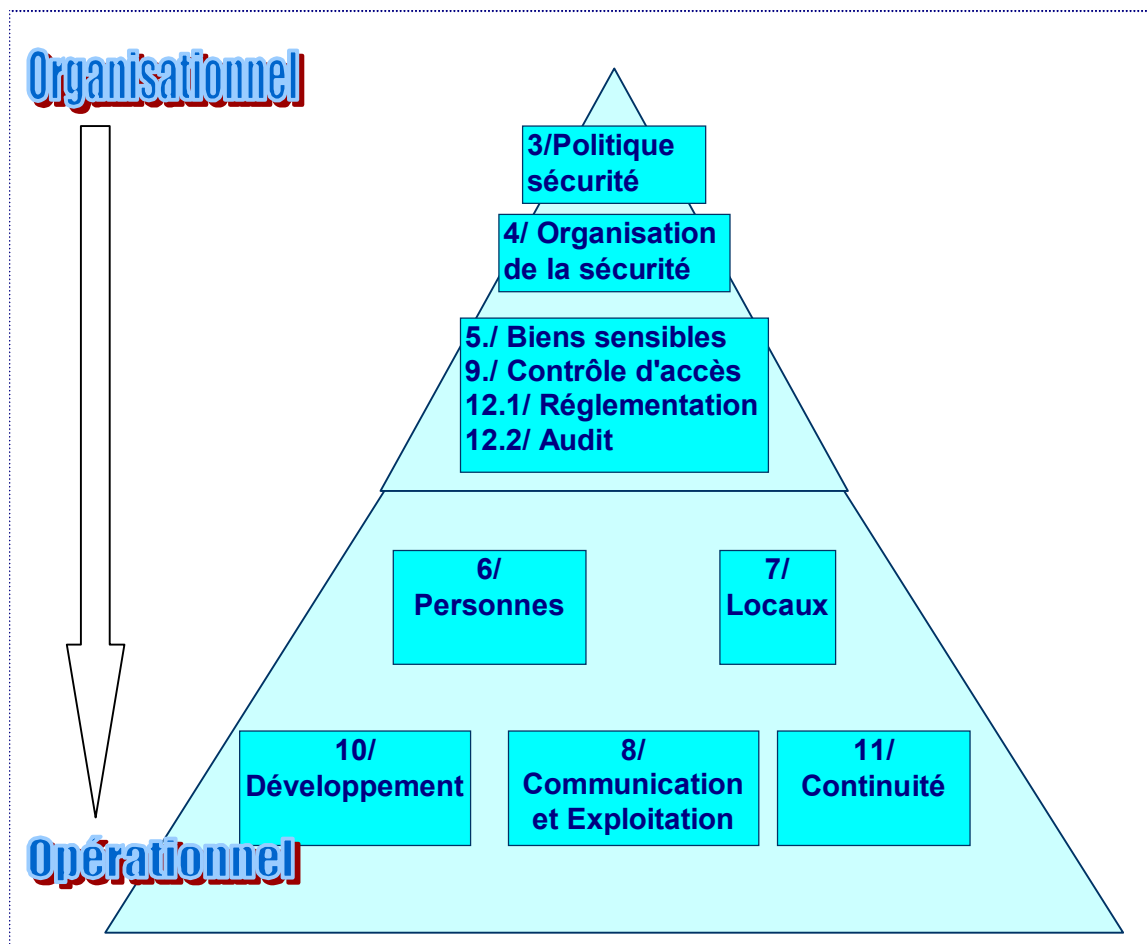 Organisationnel
3/Politique
sécurité
4/ Organisation
de la sécurité
5./ Biens sensibles
9./ Contrôle d'accès
12.1/ Réglementation
12.2/ Audit
6/
Personnes
7/
Locaux
10/
Développement
8/
Communication
et Exploitation
11/
Continuité
Opérationnel